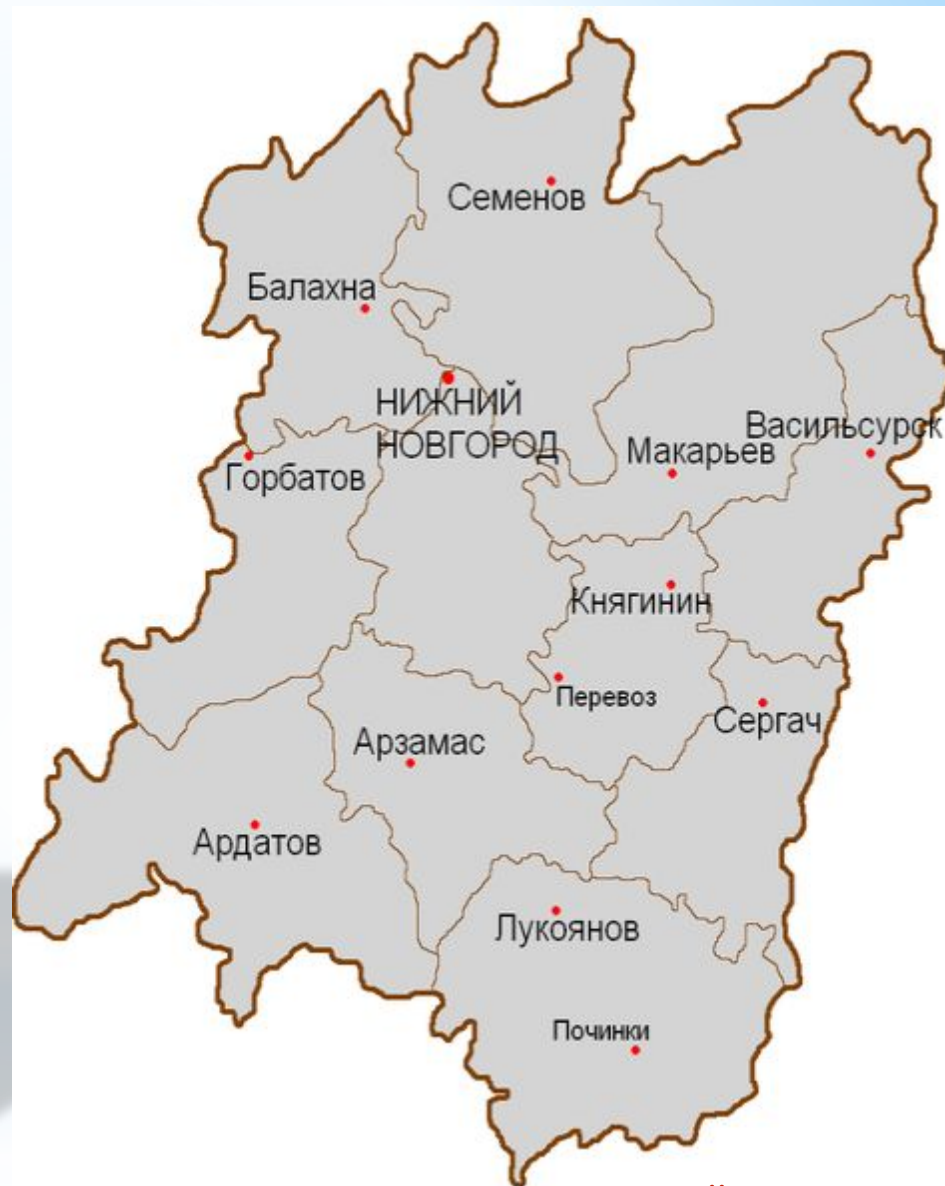 Семенов
Балахна
НИЖНИЙ
НОВГОРОД
Васильсурск
Макарьев
Горбатов
Княгинин
Перевоз
Сергач
Арзамас
Ардатов
Лукоянов
Починки